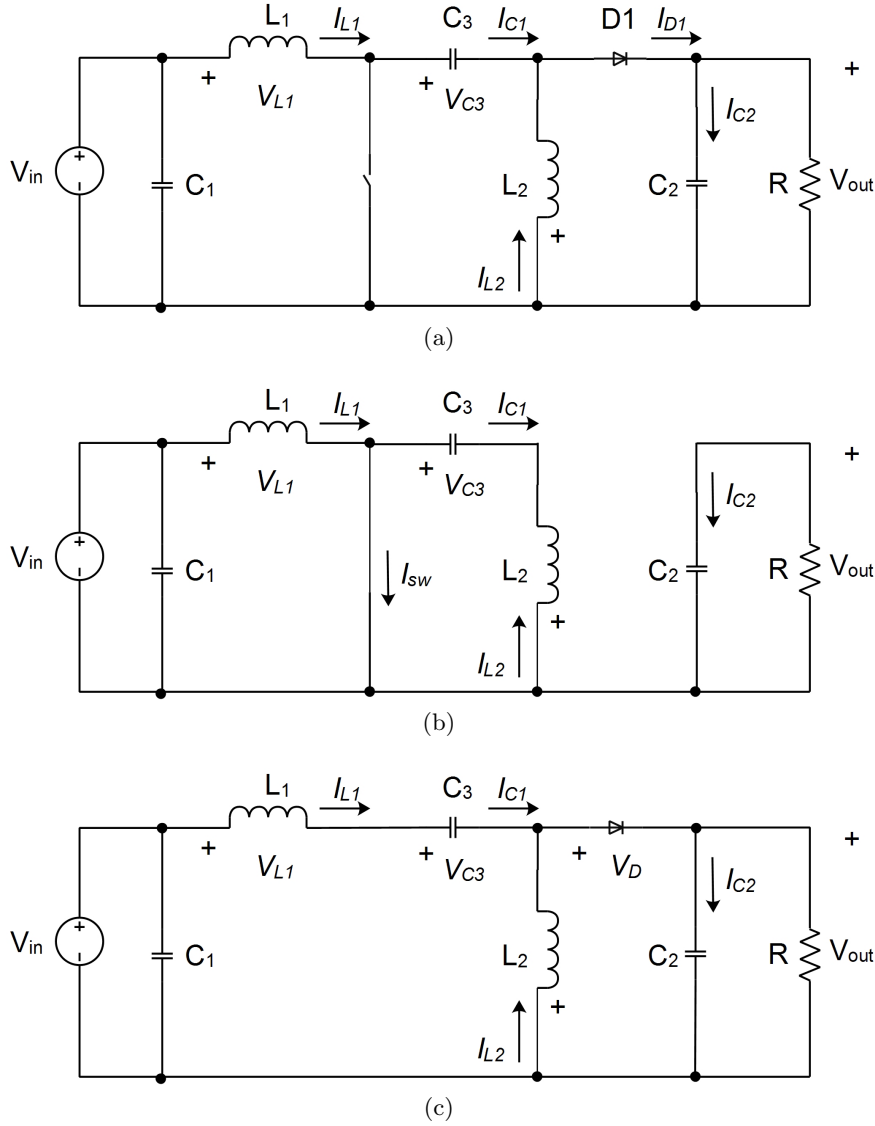 L1 IL1 C3 IC1 D1 ID1
+ VL1 + VC3 + IC2
Vin + - C1 L2 C2 R Vout
IL2 +
(a)
L1 IL1 C3 IC1
+ VL1 + VC3 + IC2
Vin + - C1 Isw L2 C2 R Vout
IL2 +
(b)
L1 IL1 C3 IC1
+ VL1 + VC3 + VD + IC2
Vin + - C1 L2 C2 R Vout
IL2 +
(c)